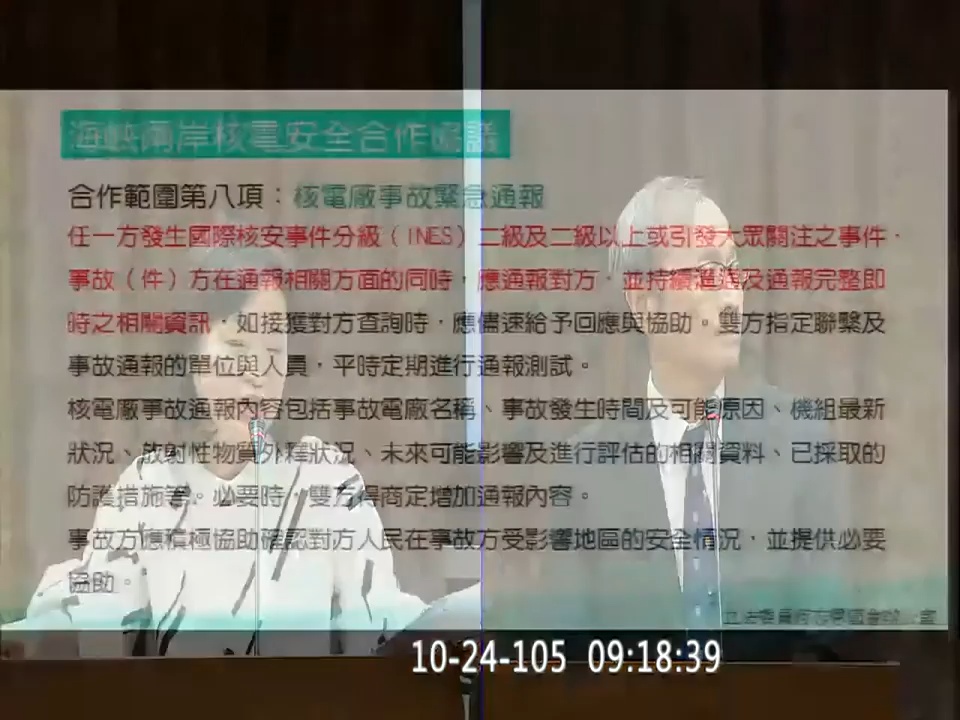 海峽兩岸核電安全合作協議
合作範圍第八項：核電廠事故緊急通報
任一方發生國際核安事件分級（INES）二級及二級以上或引發大眾關注之事件，
事故（件）方在通報相關方面的同時，應通報對方，並持續溝通及通報完整即
時之相關資訊，如接獲對方查詢時，應儘速給予回應與協助。雙方指定聯繫及
事故通報的單位與人員，平時定期進行通報測試。
核電廠事故通報內容包括事故電廠名稱、事故發生時間及可能原因、機組最新
狀況、放射性物質外釋狀況、未來可能影響及進行評估的相關資料、已採取的
防護措施等。必要時，雙方得商定增加通報內容。
事故方應積極協助確認對方人民在事故方受影響地區的安全情況，並提供必要
協助。
立法委員
10-24-105 09:18:39